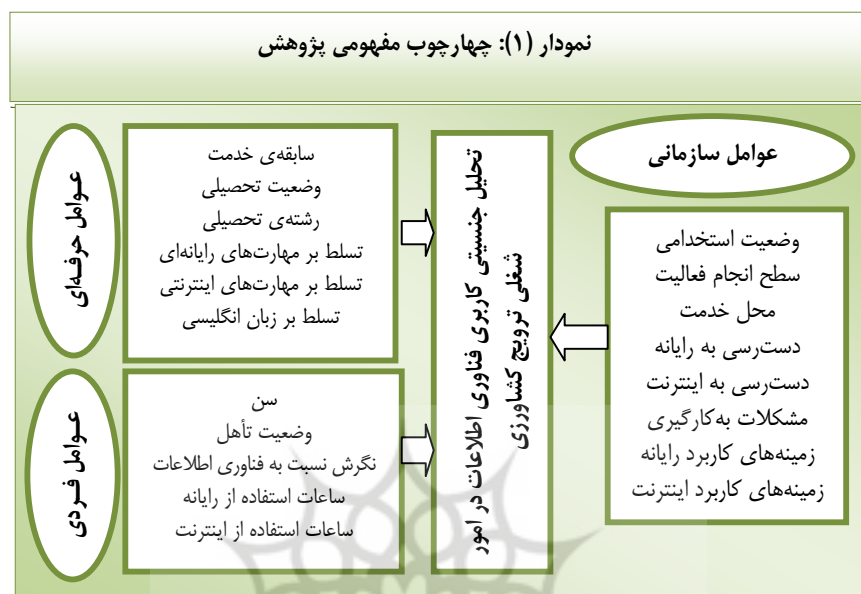 نمودار (۱): چهارچوب مفهومی پژوهش
عوامل سازمانی
وضعیت استخدامی
سطح انجام فعالیت
محل خدمت
دست‌رسی به رایانه
دست‌رسی به اینترنت
مشکلات به‌کارگیری
زمینه‌های کاربرد رایانه
زمینه‌های کاربرد اینترنت
تحلیل جنسیتی کاربری فناوری اطلاعات در امور
شغلی ترویج کشاورزی
عوامل حرفه‌ای
سابقه‌ی خدمت
وضعیت تحصیلی
رشته‌ی تحصیلی
تسلط بر مهارت‌های رایانه‌ای
تسلط بر مهارت‌های اینترنتی
تسلط بر زبان انگلیسی
عوامل فردی
سن
وضعیت تأهل
نگرش نسبت به فناوری اطلاعات
ساعات استفاده از رایانه
ساعات استفاده از اینترنت